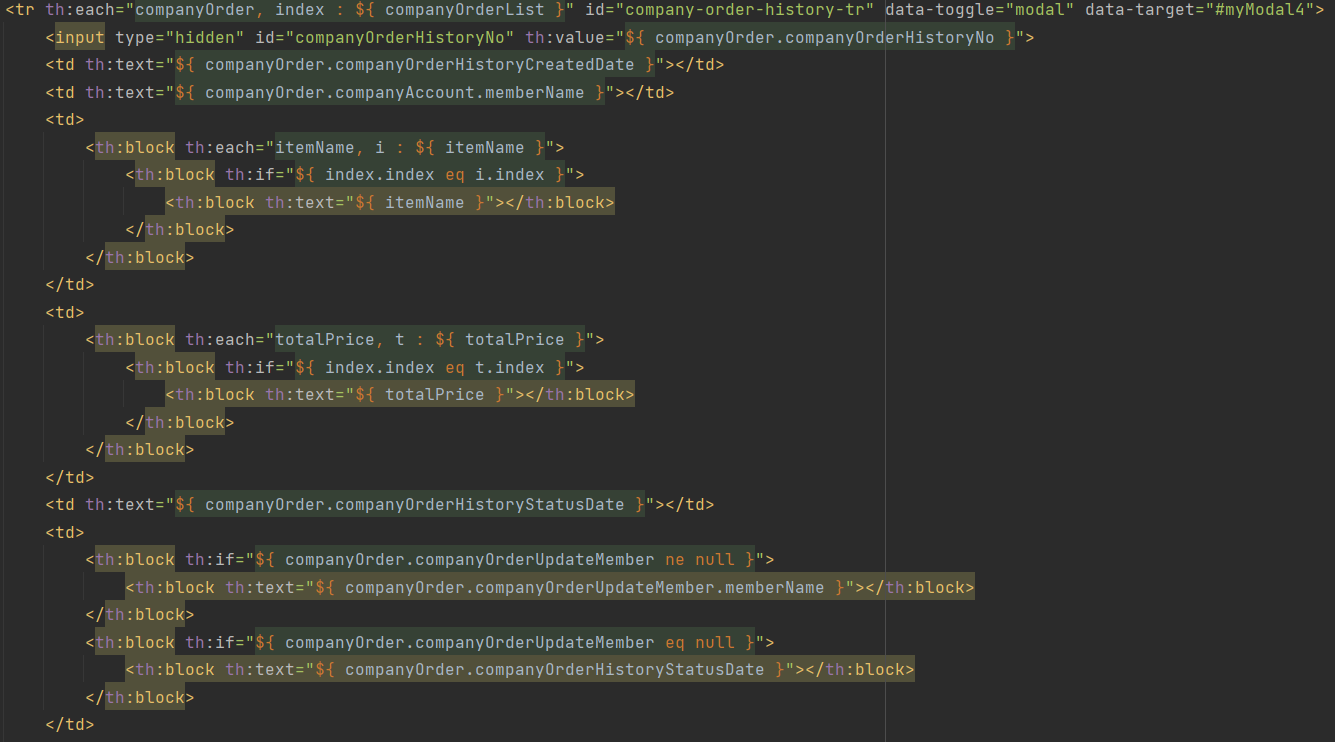 <tr th:each="companyOrder, index : ${ companyOrderList }" id="company-order-history-tr" data-toggle="modal" data-target="#myModal4">
    <input type="hidden" id="companyOrderHistoryNo" th:value="${ companyOrder.companyOrderHistoryNo }">
    <td th:text="${ companyOrder.companyOrderHistoryCreatedDate }"></td>
    <td th:text="${ companyOrder.companyAccount.memberName }"></td>
    <td>
        <th:block th:each="itemName, i : ${ itemName }">
            <th:block th:if="${ index.index eq i.index }">
                <th:block th:text="${ itemName }"></th:block>
            </th:block>
        </th:block>
    </td>
    <td>
        <th:block th:each="totalPrice, t : ${ totalPrice }">
            <th:block th:if="${ index.index eq t.index }">
                <th:block th:text="${ totalPrice }"></th:block>
            </th:block>
        </th:block>
    </td>
    <td th:text="${ companyOrder.companyOrderHistoryStatusDate }"></td>
    <td>
        <th:block th:if="${ companyOrder.companyOrderUpdateMember ne null }">
            <th:block th:text="${ companyOrder.companyOrderUpdateMember.memberName }"></th:block>
        </th:block>
        <th:block th:if="${ companyOrder.companyOrderUpdateMember eq null }">
            <th:block th:text="${ companyOrder.companyOrderHistoryStatusDate }"></th:block>
        </th:block>
    </td>